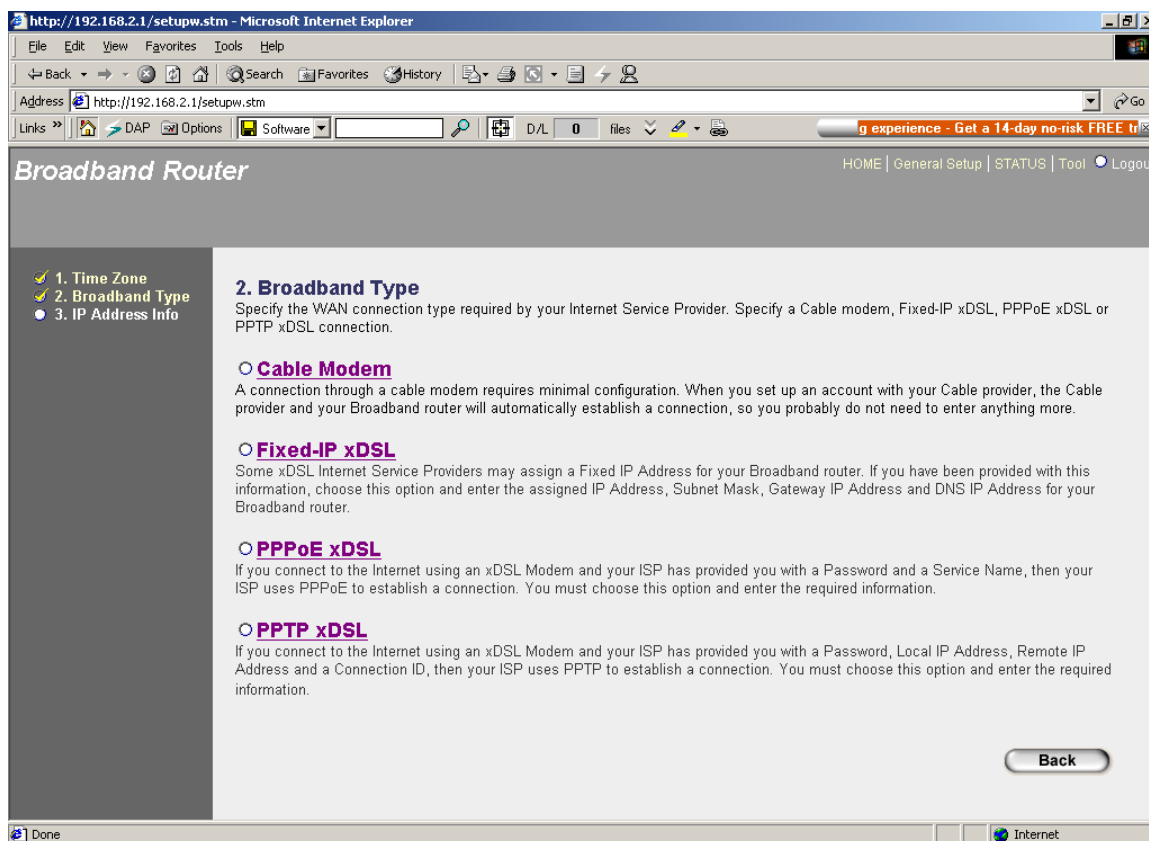 http://192.168.2.1/setupw.stm - Microsoft Internet Explorer
File Edit View Favorites Tools Help
Back Search Favorites History
Address http://192.168.2.1/setupw.stm Go
Links » DAP Options Software D/L 0 files g experience - Get a 14-day no-risk FREE tr
Broadband Router
HOME | General Setup | STATUS | Tool Logou
1. Time Zone
2. Broadband Type
3. IP Address Info
2. Broadband Type
Specify the WAN connection type required by your Internet Service Provider. Specify a Cable modem, Fixed-IP xDSL, PPPoE xDSL or
PPTP xDSL connection.
Cable Modem
A connection through a cable modem requires minimal configuration. When you set up an account with your Cable provider, the Cable
provider and your Broadband router will automatically establish a connection, so you probably do not need to enter anything more.
Fixed-IP xDSL
Some xDSL Internet Service Providers may assign a Fixed IP Address for your Broadband router. If you have been provided with this
information, choose this option and enter the assigned IP Address, Subnet Mask, Gateway IP Address and DNS IP Address for your
Broadband router.
PPPoE xDSL
If you connect to the Internet using an xDSL Modem and your ISP has provided you with a Password and a Service Name, then your
ISP uses PPPoE to establish a connection. You must choose this option and enter the required information.
PPTP xDSL
If you connect to the Internet using an xDSL Modem and your ISP has provided you with a Password, Local IP Address, Remote IP
Address and a Connection ID, then your ISP uses PPTP to establish a connection. You must choose this option and enter the required
information.
Back
Done Internet